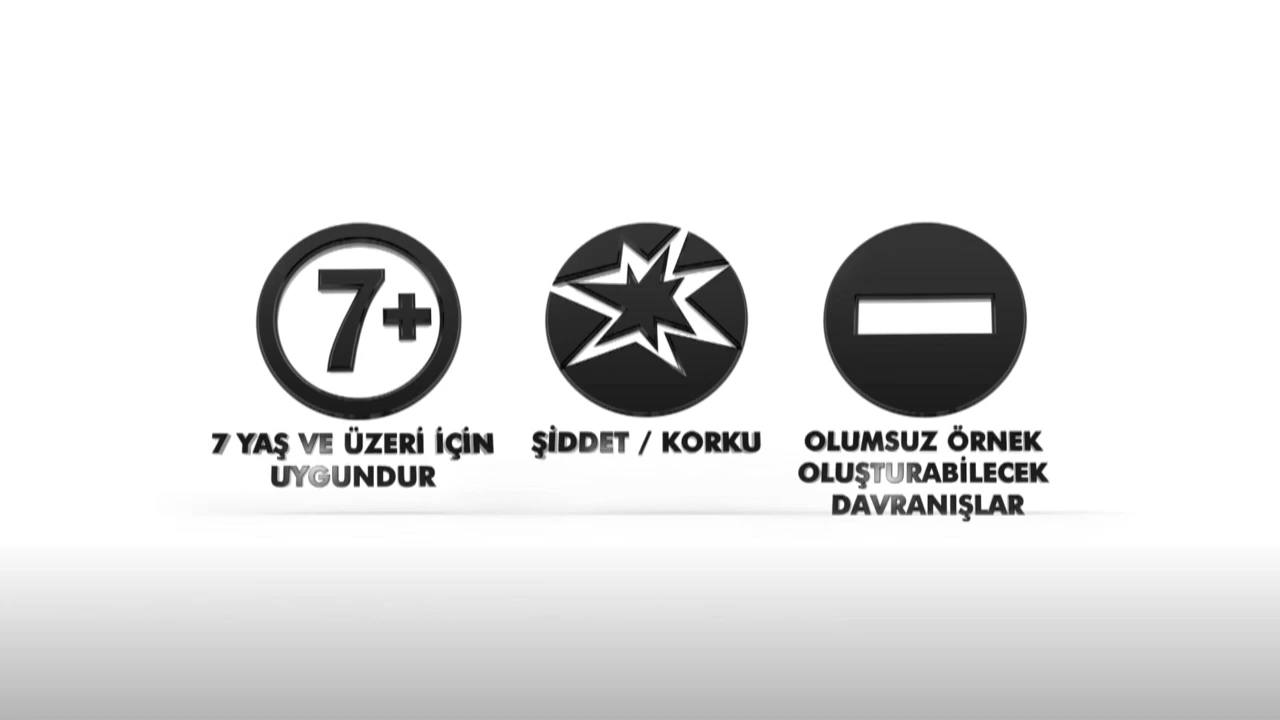 7+
7 YAŞ VE ÜZERİ İÇİN
UYGUNDUR
ŞİDDET / KORKU
OLUMSUZ ÖRNEK
OLUŞTURABİLECEK
DAVRANIŞLAR